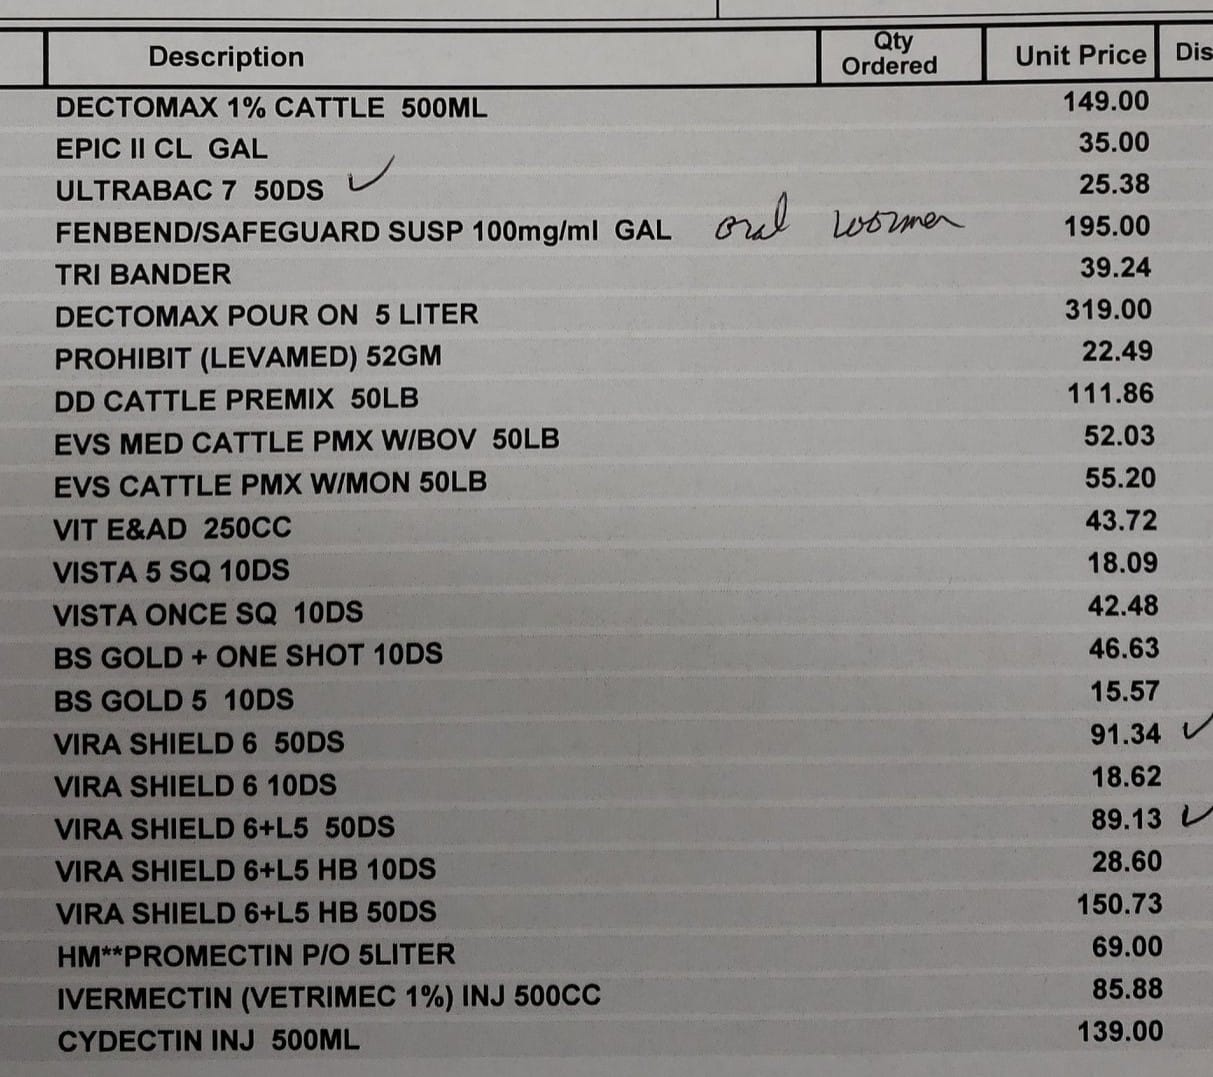 Description Qty Ordered Unit Price Dis
DECTOMAX 1% CATTLE 500ML 149.00
EPIC II CL GAL 35.00
ULTRABAC 7 50DS ✓ 25.38
FENBEND/SAFEGUARD SUSP 100mg/ml GAL oral wormer 195.00
TRI BANDER 39.24
DECTOMAX POUR ON 5 LITER 319.00
PROHIBIT (LEVAMED) 52GM 22.49
DD CATTLE PREMIX 50LB 111.86
EVS MED CATTLE PMX W/BOV 50LB 52.03
EVS CATTLE PMX W/MON 50LB 55.20
VIT E&AD 250CC 43.72
VISTA 5 SQ 10DS 18.09
VISTA ONCE SQ 10DS 42.48
BS GOLD + ONE SHOT 10DS 46.63
BS GOLD 5 10DS 15.57
VIRA SHIELD 6 50DS 91.34 ✓
VIRA SHIELD 6 10DS 18.62
VIRA SHIELD 6+L5 50DS 89.13 ✓
VIRA SHIELD 6+L5 HB 10DS 28.60
VIRA SHIELD 6+L5 HB 50DS 150.73
HM**PROMECTIN P/O 5LITER 69.00
IVERMECTIN (VETRIMEC 1%) INJ 500CC 85.88
CYDECTIN INJ 500ML 139.00